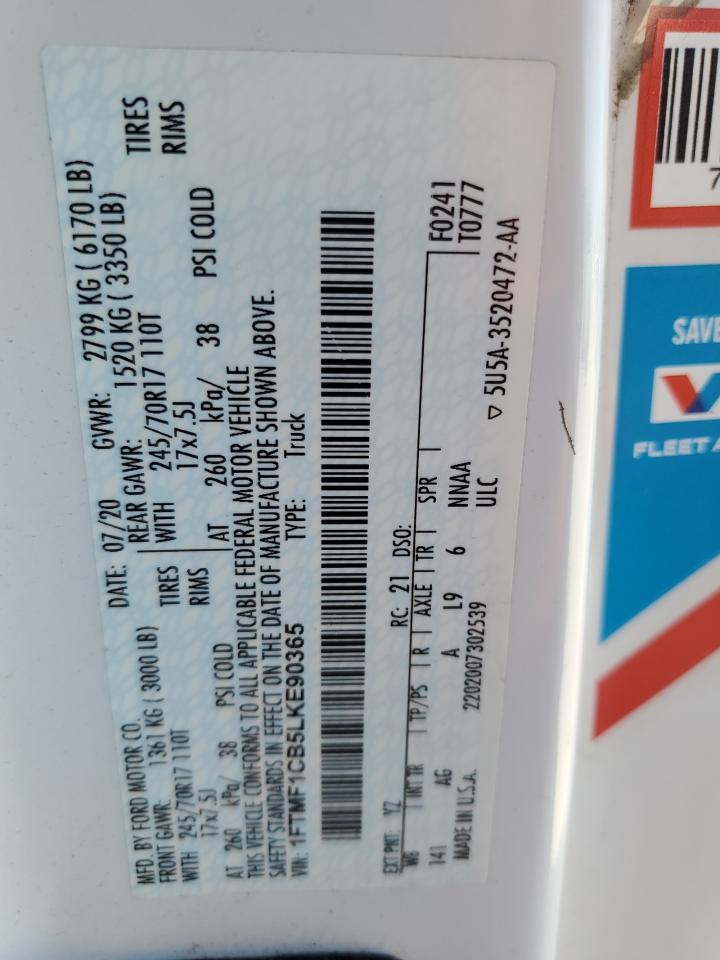 MFD. BY FORD MOTOR CO.
DATE: 07/20 GVWR: 2799 KG ( 6170 LB)
FRONT GAWR: 1361 KG ( 3000 LB) REAR GAWR: 1520 KG ( 3350 LB)
WITH 245/70R17 110T TIRES WITH 245/70R17 110T TIRES
17x7.5J RIMS 17x7.5J RIMS
AT 260 kPa/ 38 PSI COLD AT 260 kPa/ 38 PSI COLD
THIS VEHICLE CONFORMS TO ALL APPLICABLE FEDERAL MOTOR VEHICLE
SAFETY STANDARDS IN EFFECT ON THE DATE OF MANUFACTURE SHOWN ABOVE.
VIN: 1FTMF1CB5LKE90365 TYPE: Truck
EXT PNT: YZ RC: 21 DSO:
WB INT TR TP/PS R AXLE TR SPR F0241
141 AG A L9 6 NNAA T0777
MADE IN U.S.A. 2202007302539 ULC ▽ 5U5A-3520472-AA
7
SAVE
FLEET